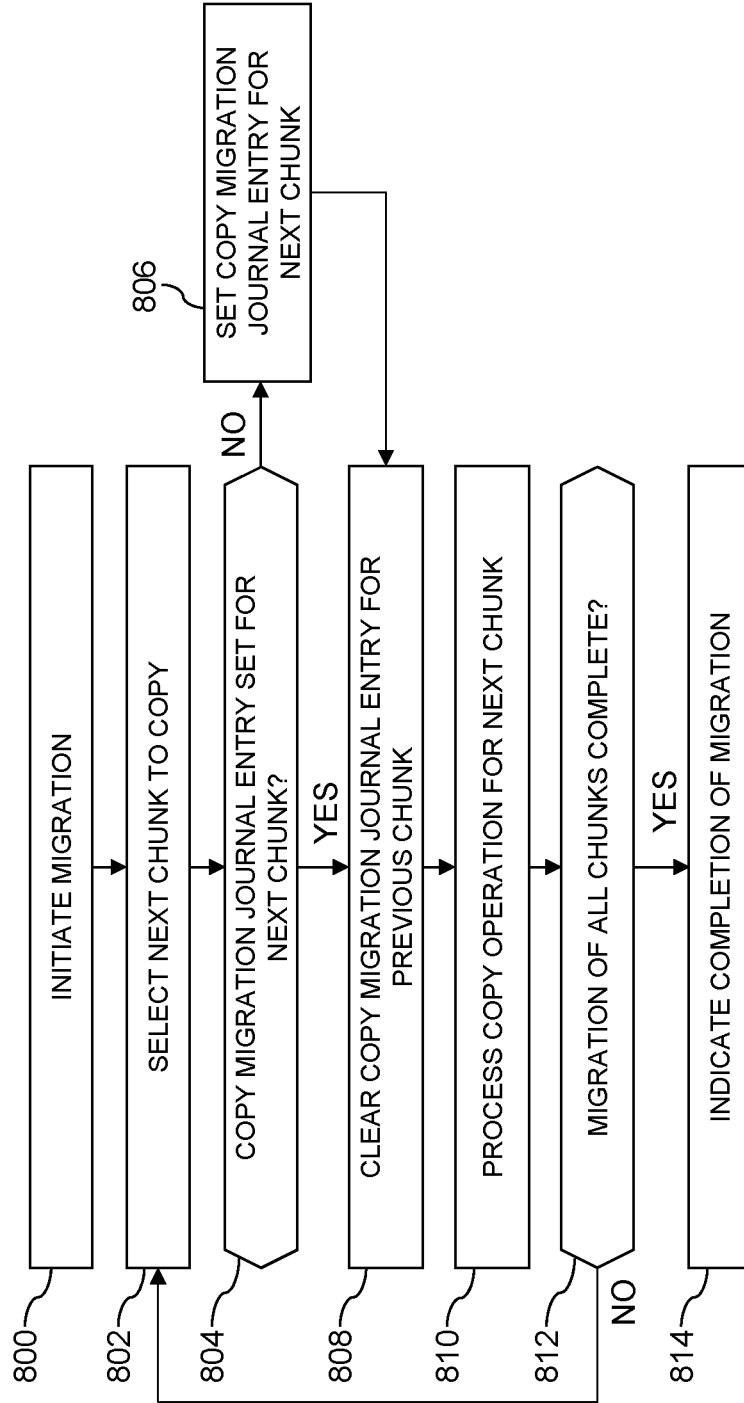 800
INITIATE MIGRATION
802
SELECT NEXT CHUNK TO COPY
804
COPY MIGRATION JOURNAL ENTRY SET FOR
NEXT CHUNK?
NO
806
SET COPY MIGRATION
JOURNAL ENTRY FOR
NEXT CHUNK
YES
808
CLEAR COPY MIGRATION JOURNAL ENTRY FOR
PREVIOUS CHUNK
810
PROCESS COPY OPERATION FOR NEXT CHUNK
812
MIGRATION OF ALL CHUNKS COMPLETE?
NO
YES
814
INDICATE COMPLETION OF MIGRATION